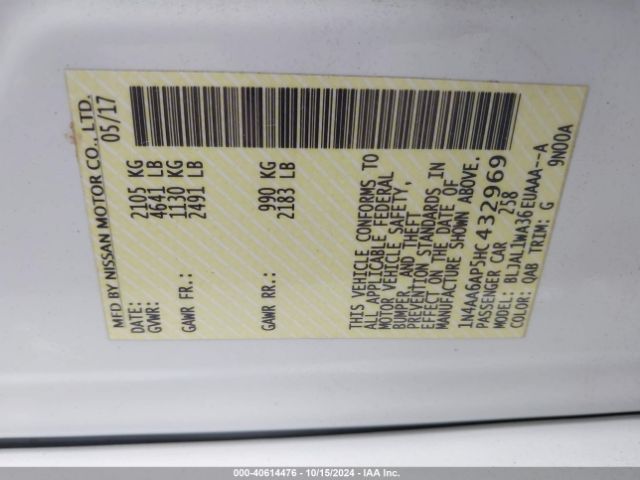 MFD BY NISSAN MOTOR CO., LTD.
DATE: 05/17
GVWR: 2105 KG
4641 LB
GAWR FR.: 1130 KG
2491 LB
GAWR RR.: 990 KG
2183 LB
THIS VEHICLE CONFORMS TO
ALL APPLICABLE FEDERAL
MOTOR VEHICLE SAFETY,
BUMPER, AND THEFT
PREVENTION STANDARDS IN
EFFECT ON THE DATE OF
MANUFACTURE SHOWN ABOVE.
1N4AA6AP5HC432969
PASSENGER CAR 258
MODEL: BLJAL1WA36EUAAA--A
COLOR: QAB TRIM: G 9N00A
000-40614476 - 10/15/2024 - IAA Inc.